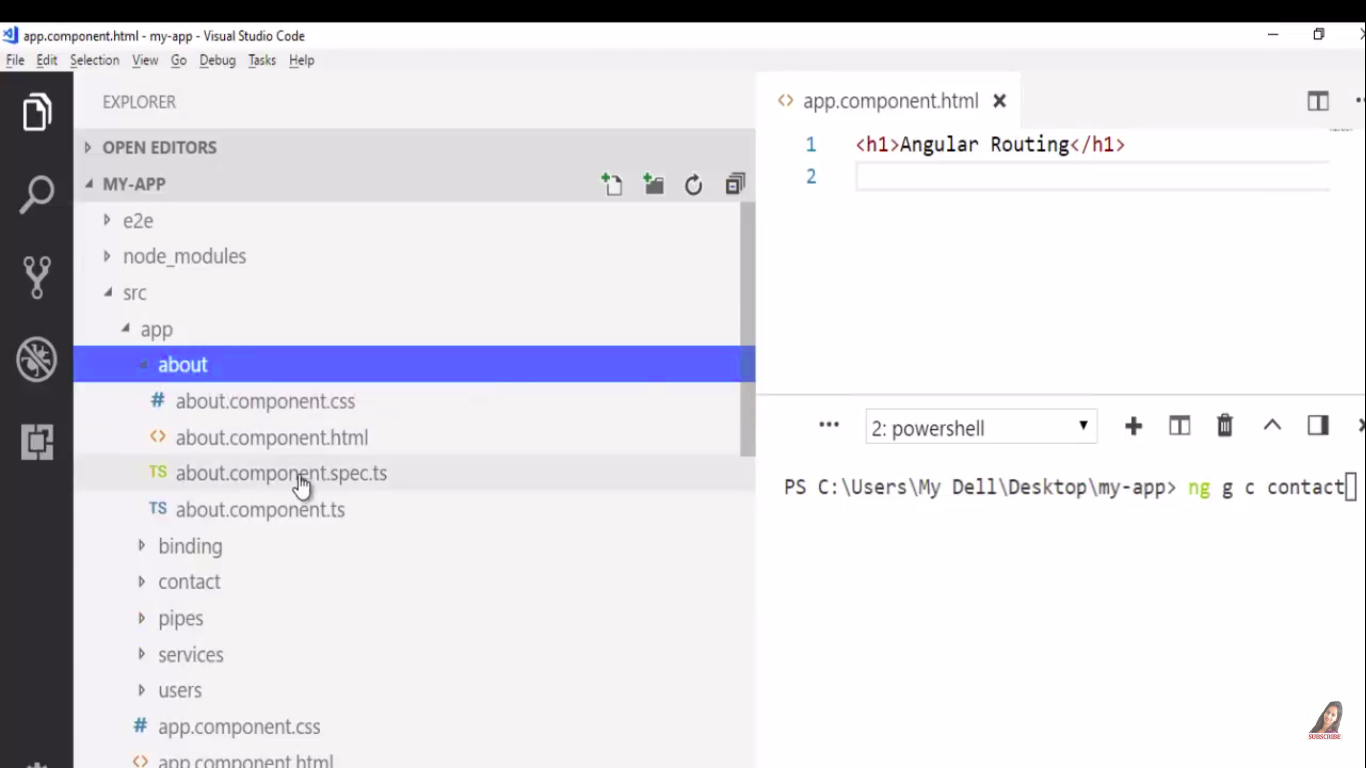 app.component.html - my-app - Visual Studio Code
File Edit Selection View Go Debug Tasks Help
EXPLORER
OPEN EDITORS
MY-APP
e2e
node_modules
src
app
about
# about.component.css
<> about.component.html
TS about.component.spec.ts
TS about.component.ts
binding
contact
pipes
services
users
# app.component.css
<> app.component.html
<> app.component.html
1 <h1>Angular Routing</h1>
2
2: powershell
PS C:\Users\My Dell\Desktop\my-app> ng g c contact
SUBSCRIBE